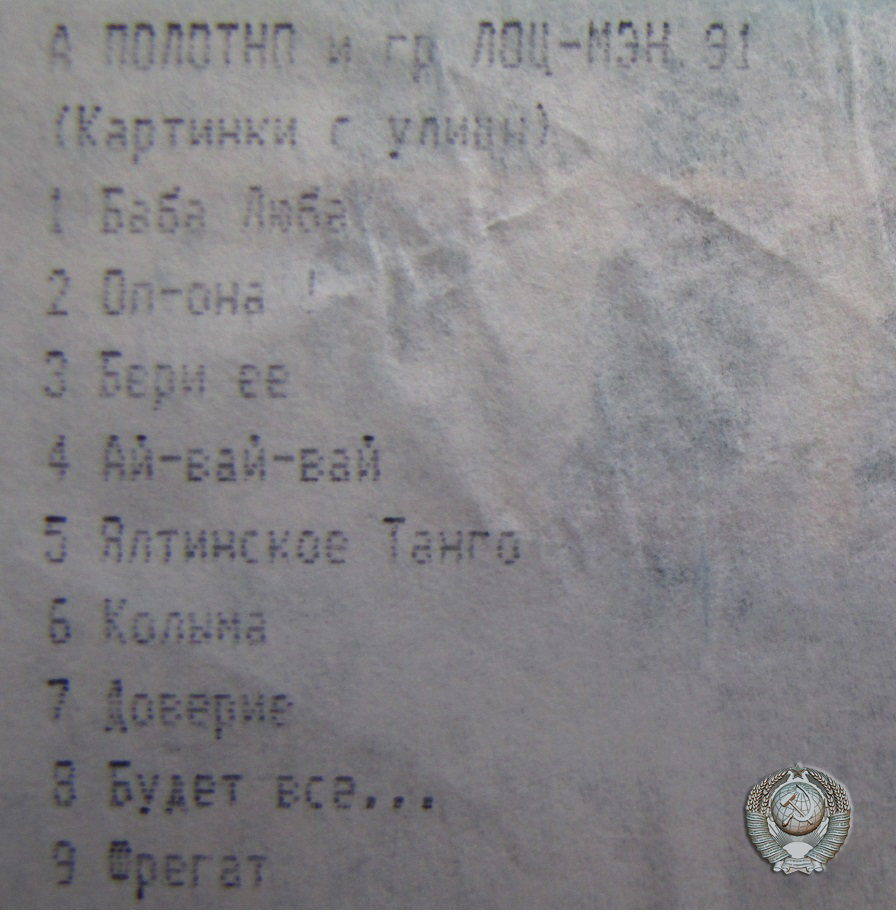 А ПОЛОТНП и гр ЛОЦ-МЭН 91
(Картинки с улицы)
1 Баба Люба
2 Оп-она !
3 Бери ее
4 Ай-вай-вай
5 Ялтинское Танго
6 Колыма
7 Доверие
8 Будет все...
9 Фрегат